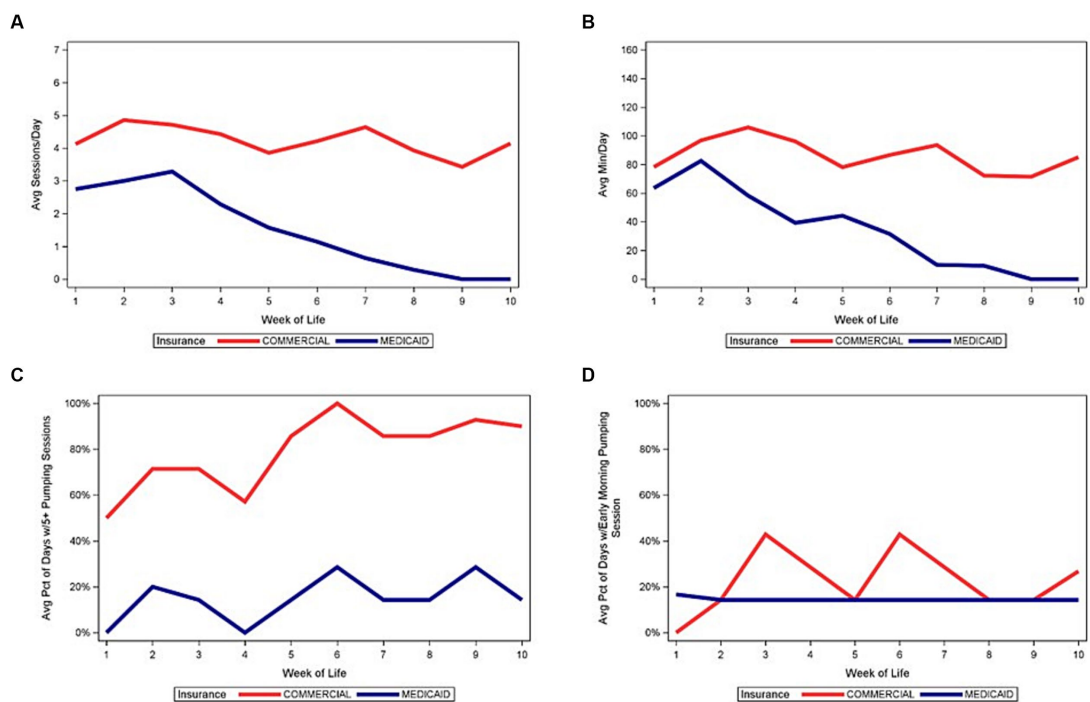 A
Avg Sessions/Day
7
6
5
4
3
2
1
0
1 2 3 4 5 6 7 8 9 10
Week of Life
Insurance COMMERCIAL MEDICAID
B
Avg Min/Day
160
140
120
100
80
60
40
20
0
1 2 3 4 5 6 7 8 9 10
Week of Life
Insurance COMMERCIAL MEDICAID
C
Avg Pct of Days w/5+ Pumping Sessions
100%
80%
60%
40%
20%
0%
1 2 3 4 5 6 7 8 9 10
Week of Life
Insurance COMMERCIAL MEDICAID
D
Avg Pct of Days w/Early Morning Pumping
Session
100%
80%
60%
40%
20%
0%
1 2 3 4 5 6 7 8 9 10
Week of Life
Insurance COMMERCIAL MEDICAID